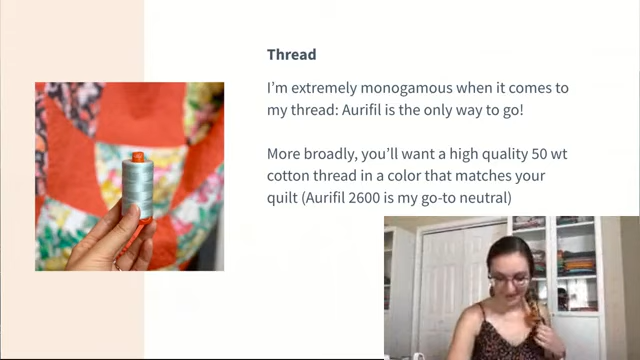 Thread
I'm extremely monogamous when it comes to
my thread: Aurifil is the only way to go!
More broadly, you'll want a high quality 50 wt
cotton thread in a color that matches your
quilt (Aurifil 2600 is my go-to neutral)